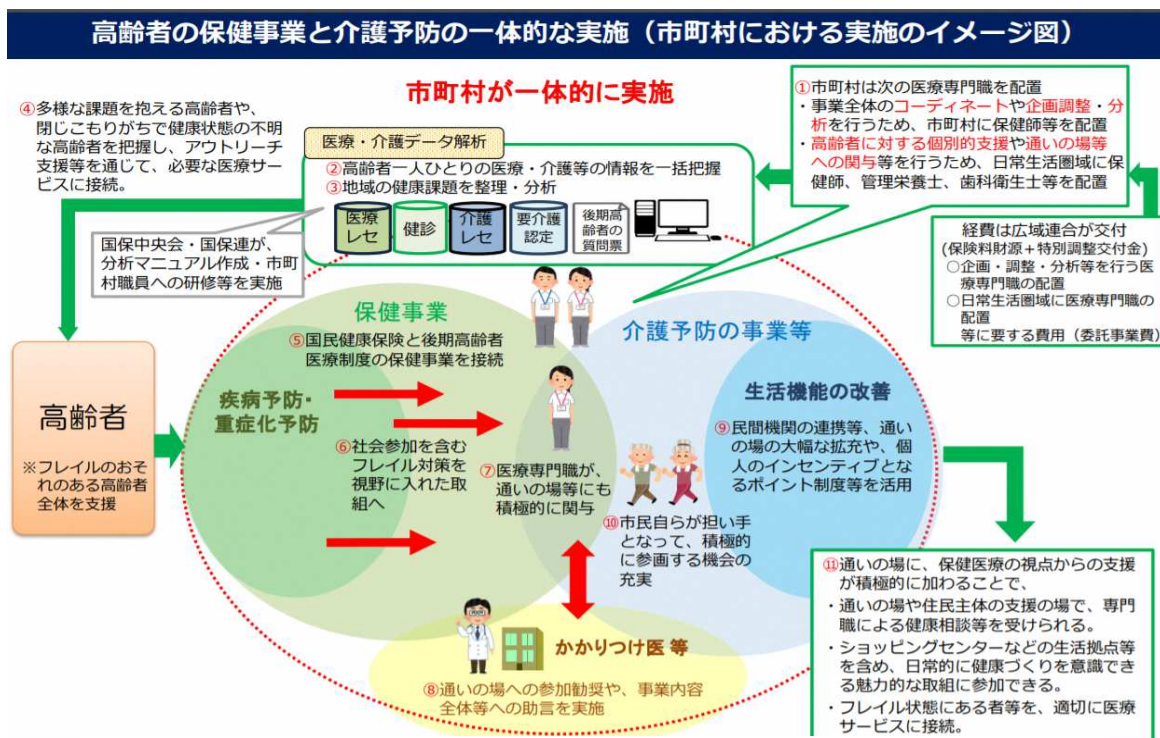 高齢者の保健事業と介護予防の一体的な実施（市町村における実施のイメージ図）
市町村が一体的に実施
④多様な課題を抱える高齢者や、
閉じこもりがちで健康状態の不明
な高齢者を把握し、アウトリーチ
支援等を通じて、必要な医療サー
ビスに接続。
医療・介護データ解析
②高齢者一人ひとりの医療・介護等の情報を一括把握
③地域の健康課題を整理・分析
医療
レセ
健診
介護
レセ
要介護
認定
後期高
齢者の
質問票
①市町村は次の医療専門職を配置
・事業全体のコーディネートや企画調整・分
析を行うため、市町村に保健師等を配置
・高齢者に対する個別的支援や通いの場等
への関与等を行うため、日常生活圏域に保
健師、管理栄養士、歯科衛生士等を配置
国保中央会・国保連が、
分析マニュアル作成・市町
村職員への研修等を実施
経費は広域連合が交付
(保険料財源＋特別調整交付金)
○企画・調整・分析等を行う医
療専門職の配置
○日常生活圏域に医療専門職の
配置
等に要する費用（委託事業費）
高齢者
※フレイルのおそ
れのある高齢者
全体を支援
保健事業
⑤国民健康保険と後期高齢者
医療制度の保健事業を接続
疾病予防・
重症化予防
⑥社会参加を含む
フレイル対策を
視野に入れた取
組へ
⑦医療専門職が、
通いの場等にも
積極的に関与
介護予防の事業等
生活機能の改善
⑨民間機関の連携等、通い
の場の大幅な拡充や、個
人のインセンティブとな
るポイント制度等を活用
⑩市民自らが担い手
となって、積極的
に参画する機会の
充実
かかりつけ医 等
⑧通いの場への参加勧奨や、事業内容
全体等への助言を実施
⑪通いの場に、保健医療の視点からの支援
が積極的に加わることで、
・通いの場や住民主体の支援の場で、専門
職による健康相談等を受けられる。
・ショッピングセンターなどの生活拠点等
を含め、日常的に健康づくりを意識でき
る魅力的な取組に参加できる。
・フレイル状態にある者等を、適切に医療
サービスに接続。